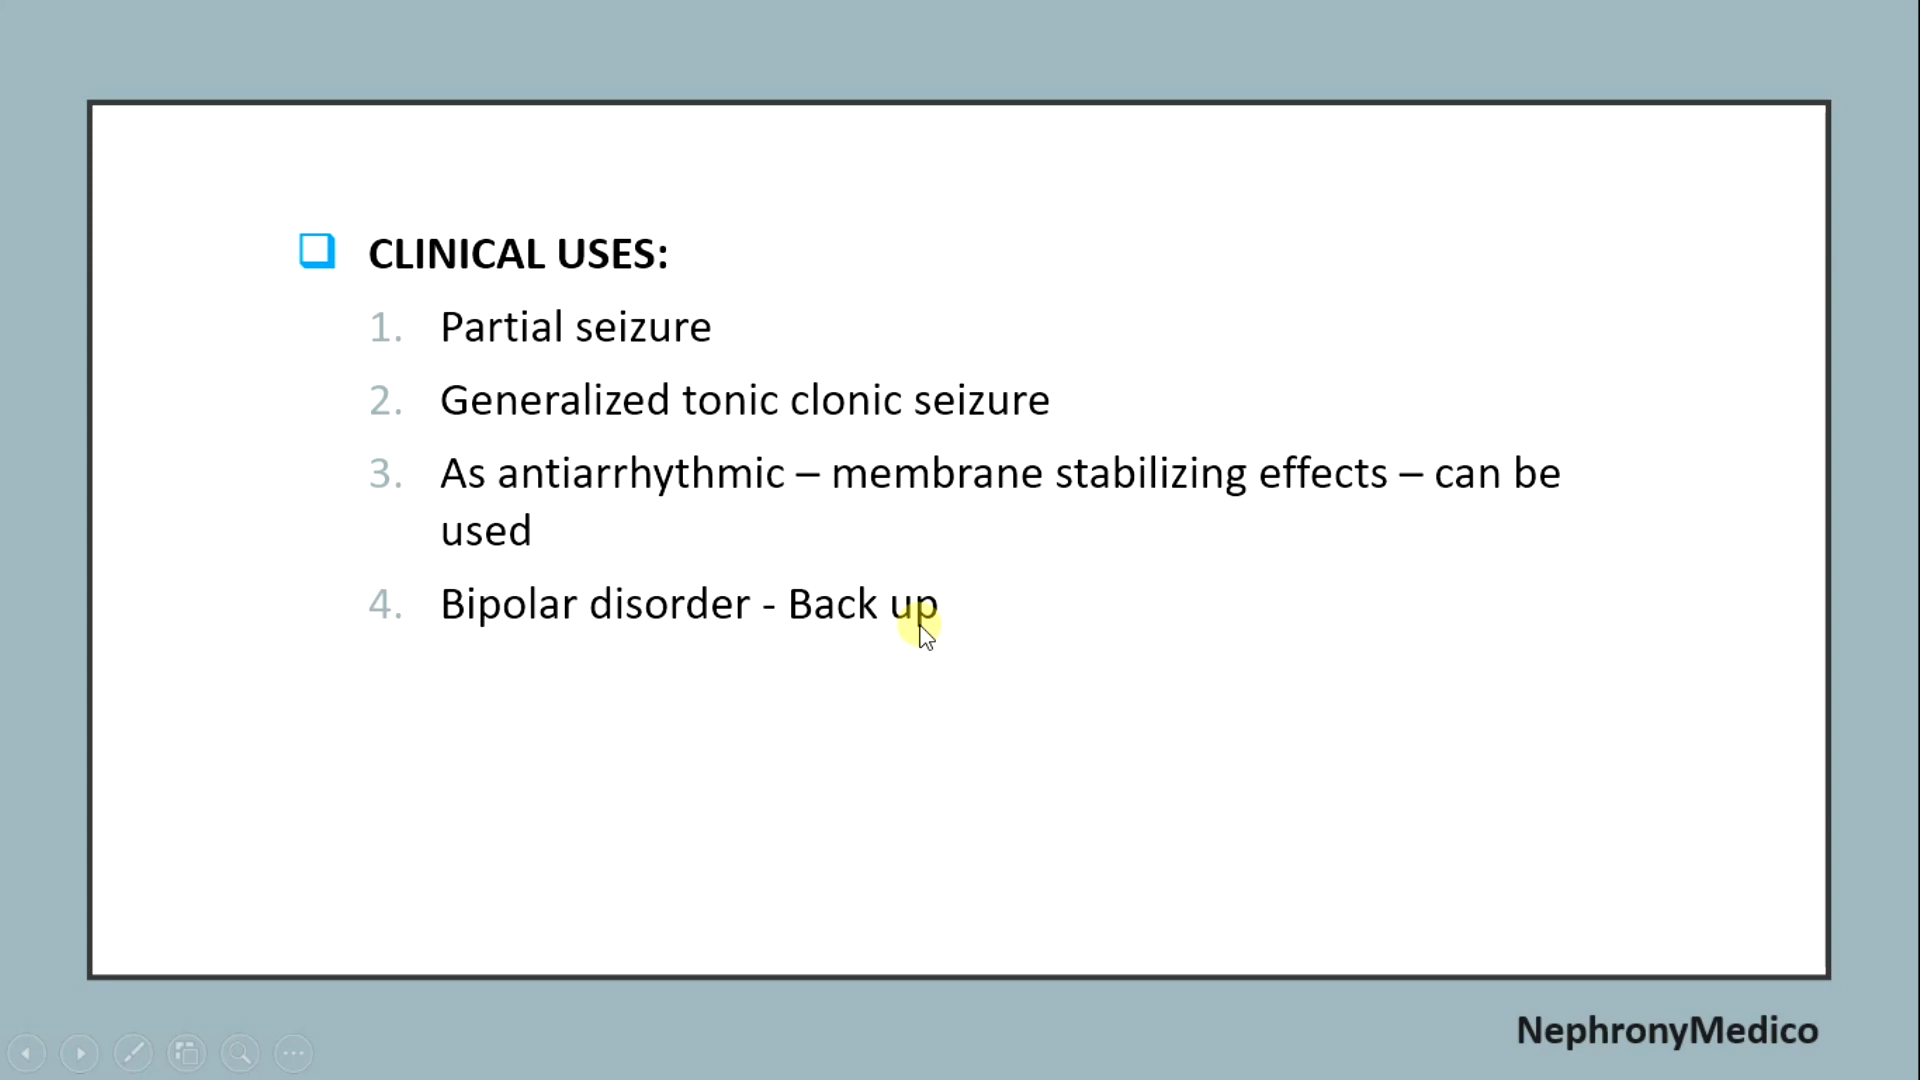 CLINICAL USES:
1. Partial seizure
2. Generalized tonic clonic seizure
3. As antiarrhythmic – membrane stabilizing effects – can be
used
4. Bipolar disorder - Back up
NephronyMedico